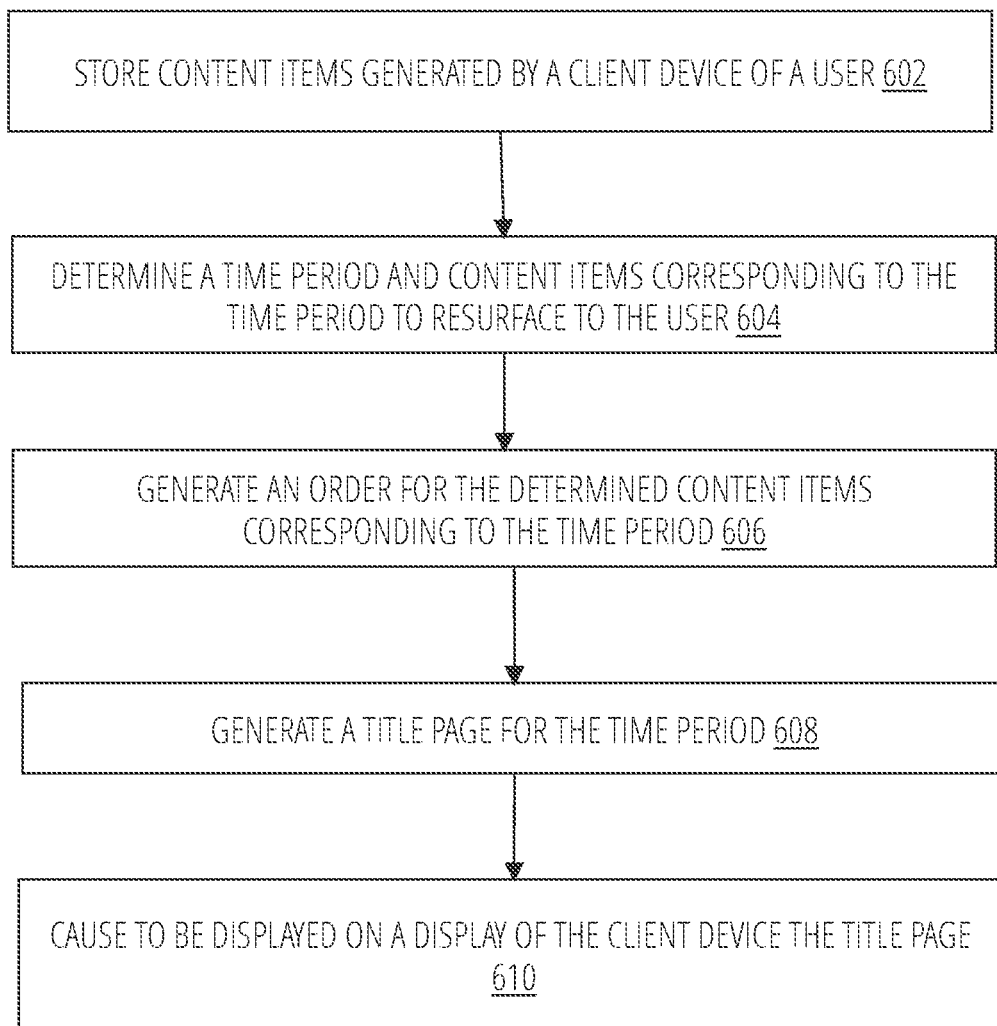 STORE CONTENT ITEMS GENERATED BY A CLIENT DEVICE OF A USER 602
DETERMINE A TIME PERIOD AND CONTENT ITEMS CORRESPONDING TO THE
TIME PERIOD TO RESURFACE TO THE USER 604
GENERATE AN ORDER FOR THE DETERMINED CONTENT ITEMS
CORRESPONDING TO THE TIME PERIOD 606
GENERATE A TITLE PAGE FOR THE TIME PERIOD 608
CAUSE TO BE DISPLAYED ON A DISPLAY OF THE CLIENT DEVICE THE TITLE PAGE
610